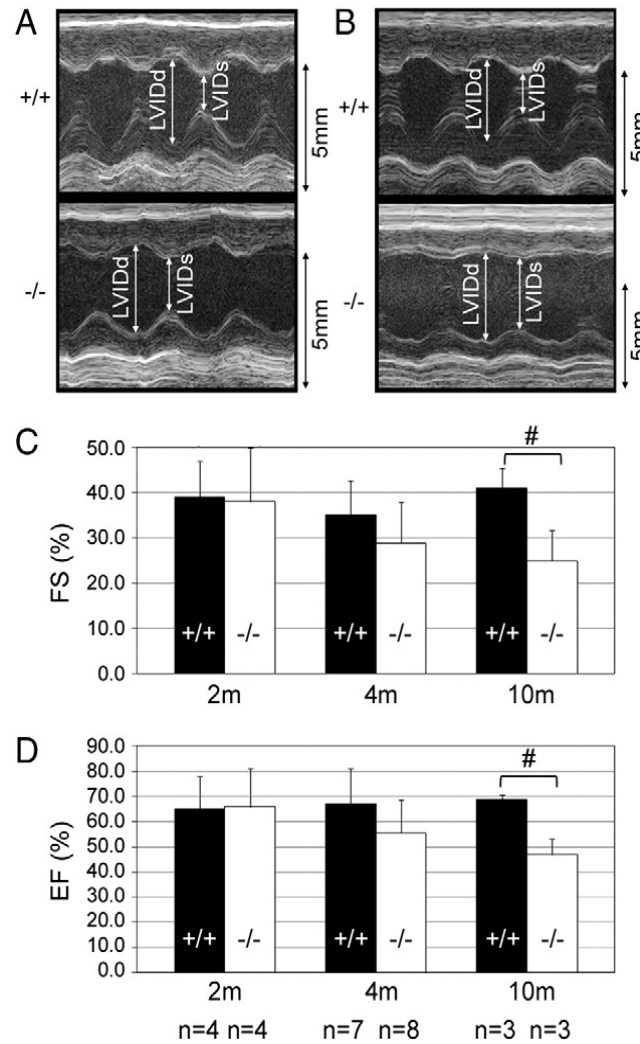 A
B
+/+
LVIDd
LVIDs
5mm
+/+
LVIDd
LVIDs
5mm
-/-
LVIDd
LVIDs
5mm
-/-
LVIDd
LVIDs
5mm
C
FS (%)
50.0
40.0
30.0
20.0
10.0
0.0
#
+/+ -/- +/+ -/- +/+ -/-
2m 4m 10m
D
EF (%)
90.0
80.0
70.0
60.0
50.0
40.0
30.0
20.0
10.0
0.0
#
+/+ -/- +/+ -/- +/+ -/-
2m 4m 10m
n=4 n=4 n=7 n=8 n=3 n=3